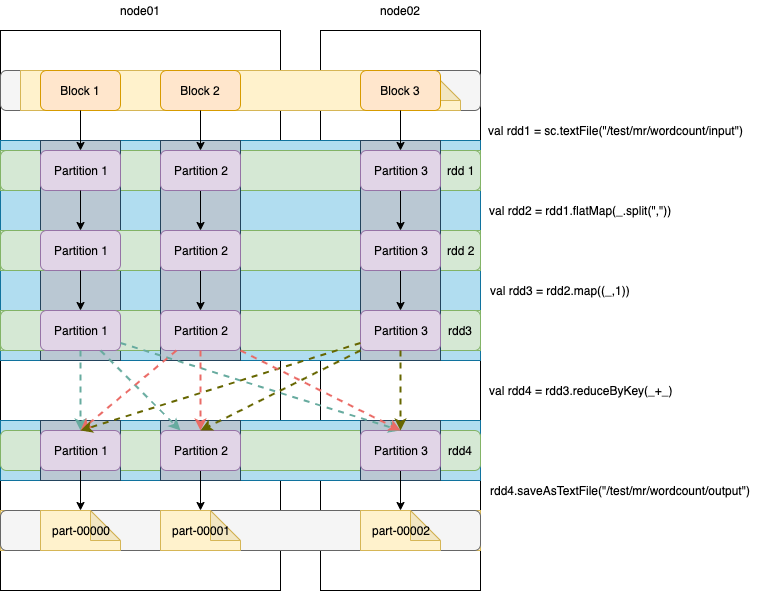 node01 node02
Block 1 Block 2 Block 3
val rdd1 = sc.textFile("/test/mr/wordcount/input")
Partition 1 Partition 2 Partition 3 rdd 1
val rdd2 = rdd1.flatMap(_.split(","))
Partition 1 Partition 2 Partition 3 rdd 2
val rdd3 = rdd2.map((_,1))
Partition 1 Partition 2 Partition 3 rdd3
val rdd4 = rdd3.reduceByKey(_+_)
Partition 1 Partition 2 Partition 3 rdd4
rdd4.saveAsTextFile("/test/mr/wordcount/output")
part-00000 part-00001 part-00002